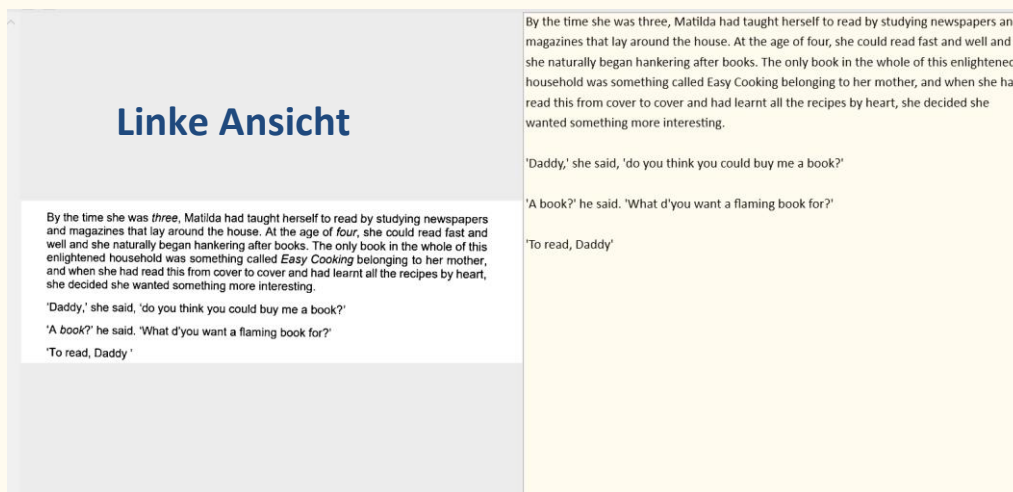 Linke Ansicht
By the time she was three, Matilda had taught herself to read by studying newspapers
and magazines that lay around the house. At the age of four, she could read fast and
well and she naturally began hankering after books. The only book in the whole of this
enlightened household was something called Easy Cooking belonging to her mother,
and when she had read this from cover to cover and had learnt all the recipes by heart,
she decided she wanted something more interesting.
'Daddy,' she said, 'do you think you could buy me a book?'
'A book?' he said. 'What d'you want a flaming book for?'
'To read, Daddy '
By the time she was three, Matilda had taught herself to read by studying newspapers an
magazines that lay around the house. At the age of four, she could read fast and well and
she naturally began hankering after books. The only book in the whole of this enlightened
household was something called Easy Cooking belonging to her mother, and when she ha
read this from cover to cover and had learnt all the recipes by heart, she decided she
wanted something more interesting.
'Daddy,' she said, 'do you think you could buy me a book?'
'A book?' he said. 'What d'you want a flaming book for?'
'To read, Daddy'